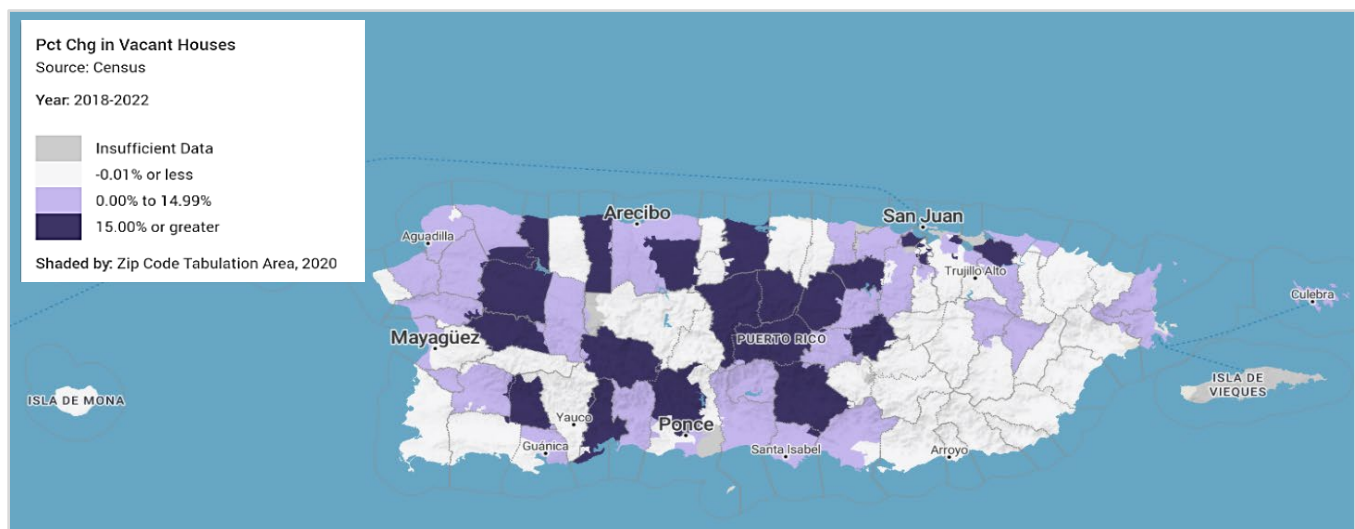 Pct Chg in Vacant Houses
Source: Census
Year: 2018-2022
Insufficient Data
-0.01% or less
0.00% to 14.99%
15.00% or greater
Shaded by: Zip Code Tabulation Area, 2020
Arecibo
San Juan
Aguadilla
Trujillo Alto
Culebra
Mayagüez
PUERTO RICO
ISLA DE MONA
ISLA DE
VIEQUES
Yauco
Ponce
Guánica
Santa Isabel
Arroyo